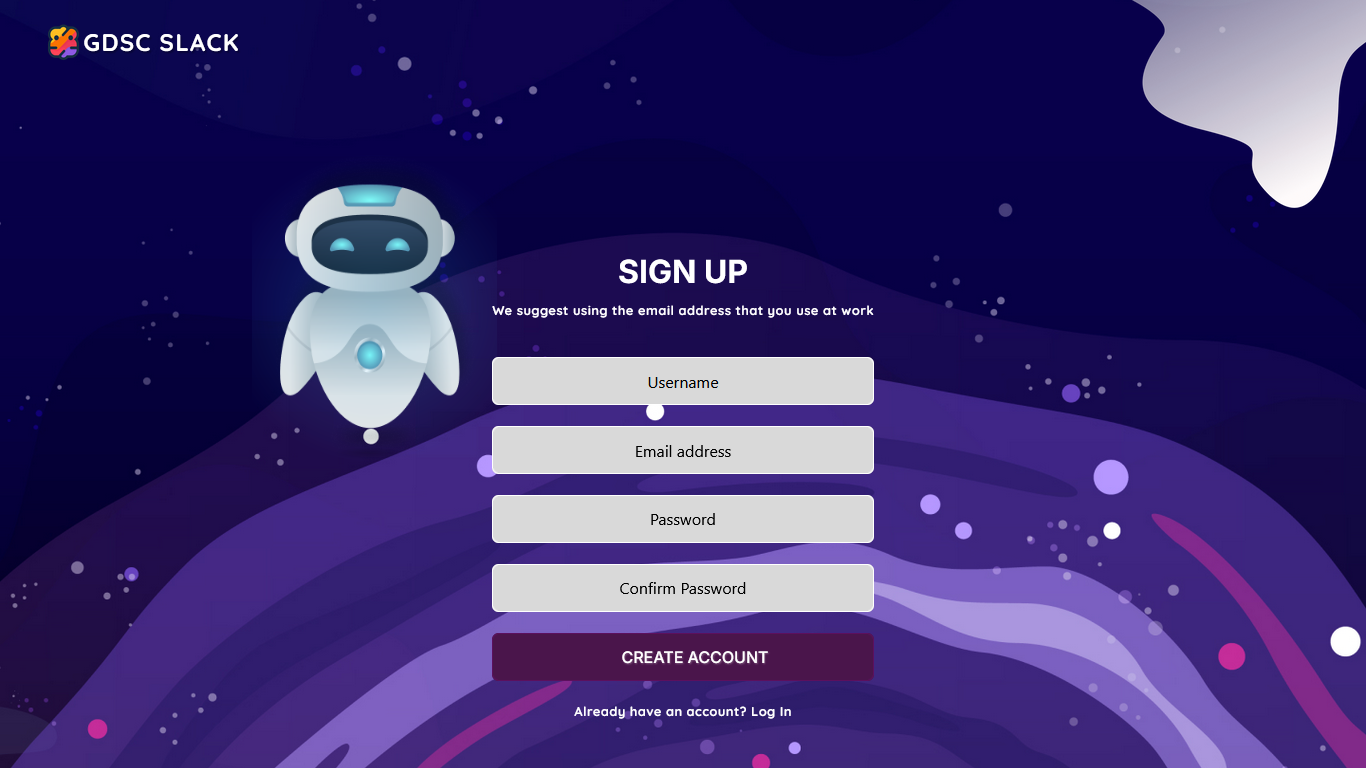 GDSC SLACK
SIGN UP
We suggest using the email address that you use at work
Username
Email address
Password
Confirm Password
CREATE ACCOUNT
Already have an account? Log In